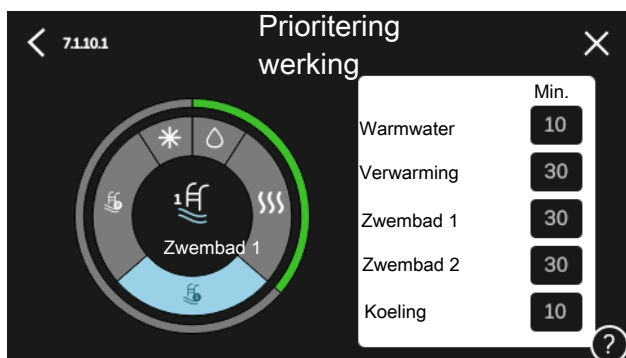 7.1.10.1
Prioritering
werking
Min.
Warmwater 10
Verwarming 30
Zwembad 1 30
Zwembad 2 30
Koeling 10
1
Zwembad 1
?